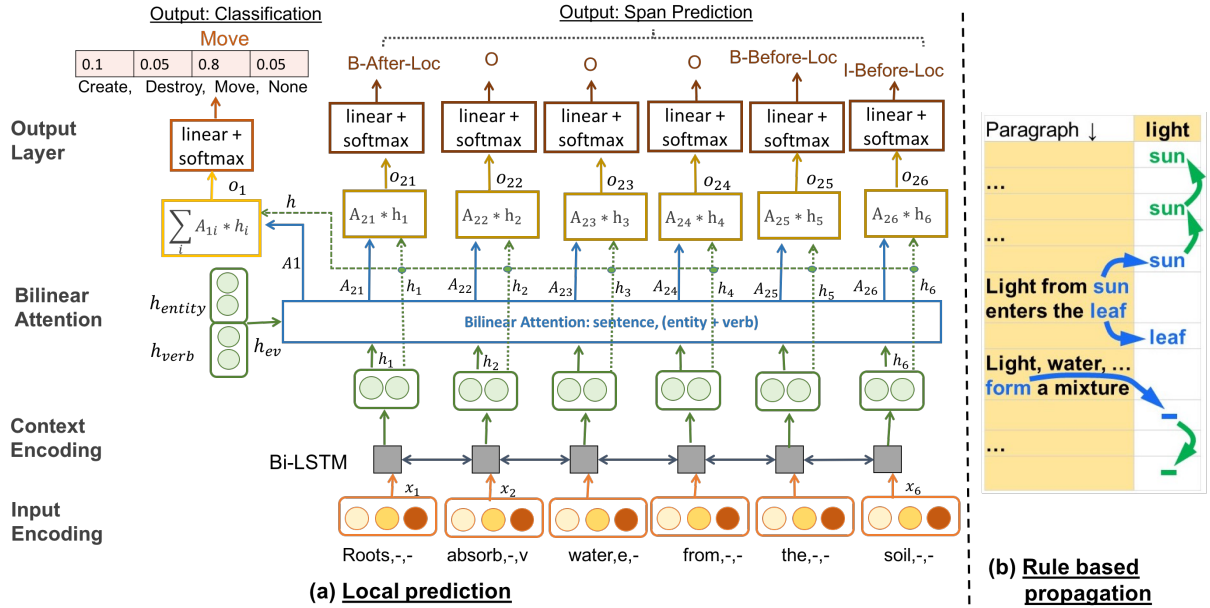 Output: Classification
Move
0.1 0.05 0.8 0.05
Create, Destroy, Move, None
Output: Span Prediction
B-After-Loc O O O B-Before-Loc I-Before-Loc
Output
Layer
linear +
softmax
linear +
softmax
linear +
softmax
linear +
softmax
linear +
softmax
linear +
softmax
linear +
softmax
o₁ o₂₁ o₂₂ o₂₃ o₂₄ o₂₅ o₂₆
h
∑ᵢ A₁ᵢ * hᵢ
A₂₁ * h₁ A₂₂ * h₂ A₂₃ * h₃ A₂₄ * h₄ A₂₅ * h₅ A₂₆ * h₆
A1 A₂₁ h₁ A₂₂ h₂ A₂₃ h₃ A₂₄ h₄ A₂₅ h₅ A₂₆ h₆
Bilinear
Attention
h_entity
h_verb
h_ev
Bilinear Attention: sentence, (entity + verb)
h₁ h₂ h₆
Context
Encoding
Bi-LSTM
x₁ x₂ x₆
Input
Encoding
Roots,-,- absorb,-,v water,e,- from,-,- the,-,- soil,-,-
(a) Local prediction
Paragraph ↓ light
sun
...
sun
...
sun
Light from sun
enters the leaf
leaf
Light, water, ...
form a mixture
–
...
–
(b) Rule based
propagation